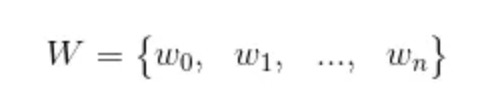 W = {w₀, w₁, ..., wₙ}